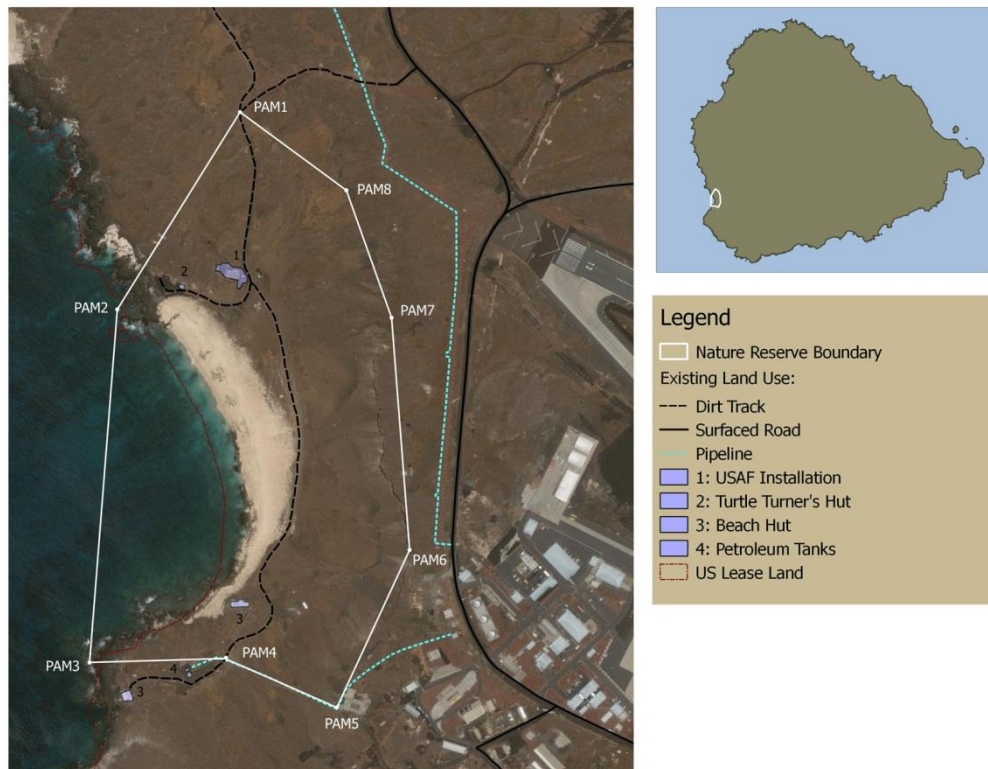 PAM1
PAM8
1
2
PAM2
PAM7
PAM6
3
PAM4
PAM3
4
3
PAM5
Legend
Nature Reserve Boundary
Existing Land Use:
Dirt Track
Surfaced Road
Pipeline
1: USAF Installation
2: Turtle Turner's Hut
3: Beach Hut
4: Petroleum Tanks
US Lease Land